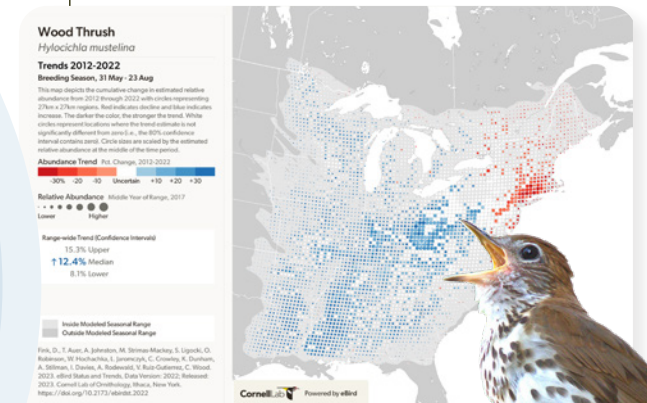 Wood Thrush
Hylocichla mustelina
Trends 2012-2022
Breeding Season, 31 May - 23 Aug
This map depicts the cumulative change in estimated relative
abundance from 2012 through 2022 with circles representing
27km x 27km regions. Red indicates decline and blue indicates
increase. The darker the color, the stronger the trend. White
circles represent locations where the trend estimate is not
significantly different from zero (i.e., the 80% confidence
interval contains zero). Circle sizes are scaled by the estimated
relative abundance at the middle of the time period.
Abundance Trend Pct. Change, 2012-2022
-30% -20 -10 Uncertain +10 +20 +30
Relative Abundance Middle Year of Range, 2017
Lower Higher
Range-wide Trend (Confidence Intervals)
15.3% Upper
↑12.4% Median
8.1% Lower
Inside Modeled Seasonal Range
Outside Modeled Seasonal Range
Fink, D., T. Auer, A. Johnston, M. Strimas-Mackey, S. Ligocki, O.
Robinson, W. Hochachka, L. Jaromczyk, C. Crowley, K. Dunham,
A. Stillman, I. Davies, A. Rodewald, V. Ruiz-Gutierrez, C. Wood.
2023. eBird Status and Trends, Data Version: 2022; Released:
2023. Cornell Lab of Ornithology, Ithaca, New York.
https://doi.org/10.2173/ebirdst.2022
CornellLab Powered by eBird